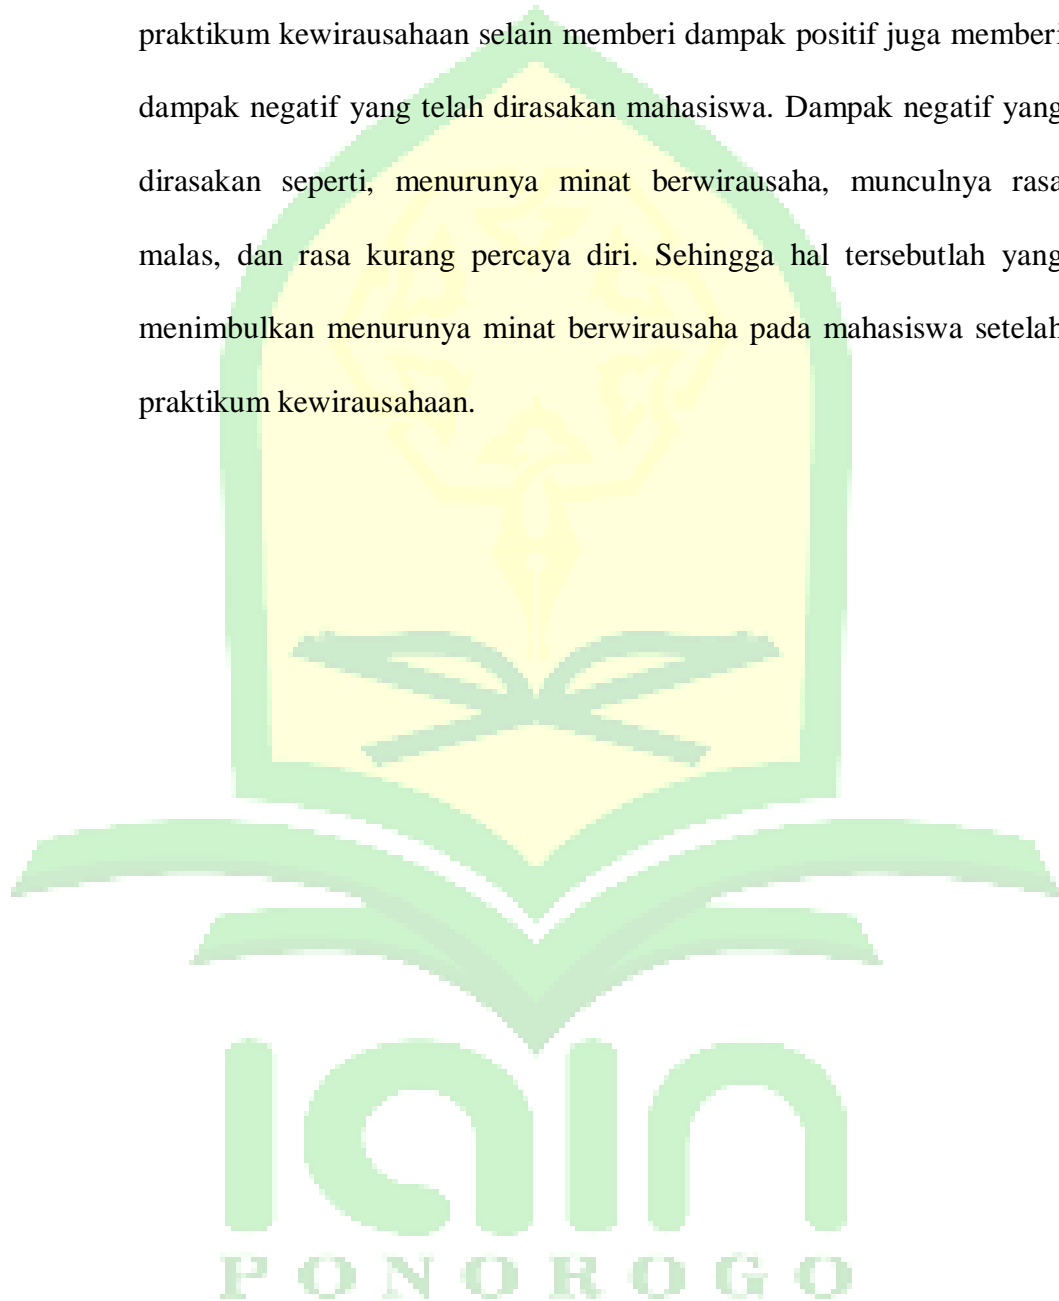 praktikum kewirausahaan selain memberi dampak positif juga memberi
dampak negatif yang telah dirasakan mahasiswa. Dampak negatif yang
dirasakan seperti, menurunya minat berwirausaha, munculnya rasa
malas, dan rasa kurang percaya diri. Sehingga hal tersebutlah yang
menimbulkan menurunya minat berwirausaha pada mahasiswa setelah
praktikum kewirausahaan.
iain
PONOROGO